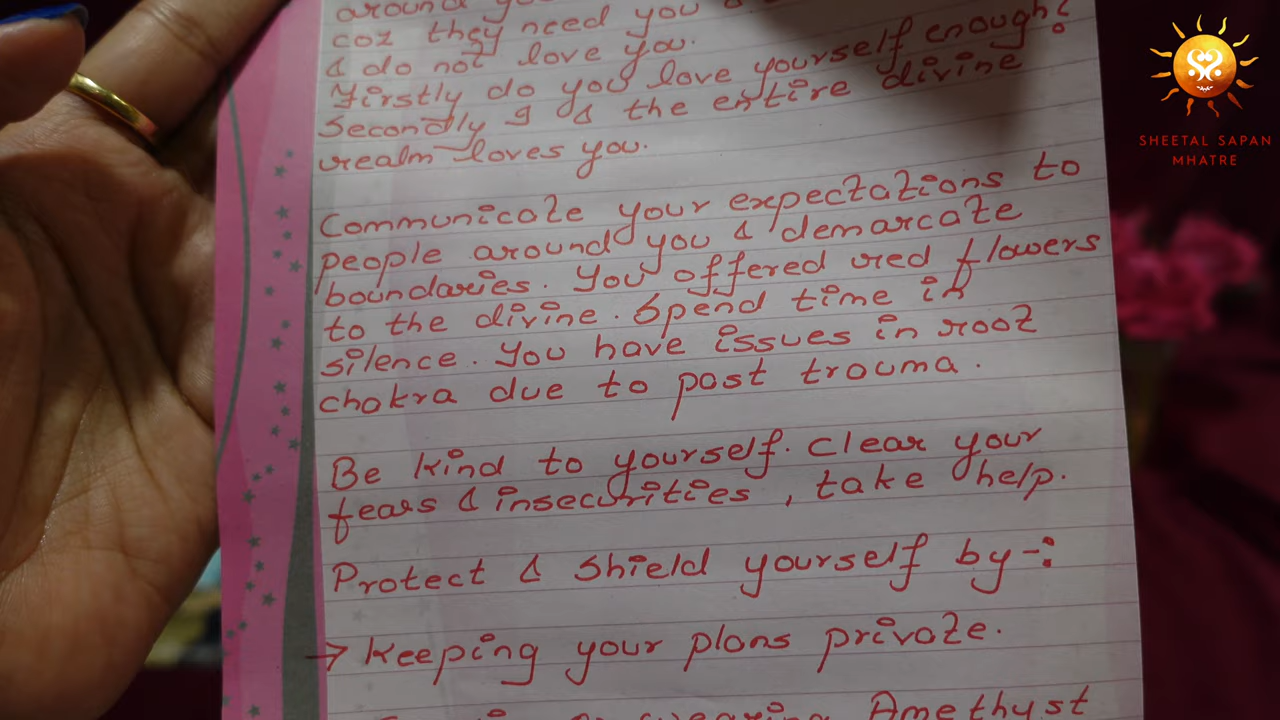 around
coz they need you
& do not love you.
Firstly do you love yourself enough?
Secondly I & the entire divine
realm loves you.
Communicate your expectations to
people around you & demarcate
boundaries. You offered red flowers
to the divine. Spend time in
silence. You have issues in root
chakra due to past trauma.
Be kind to yourself. Clear your
fears & insecurities, take help.
Protect & Shield yourself by -:
→ Keeping your plans private.
wearing Amethyst
SHEETAL SAPAN
MHATRE